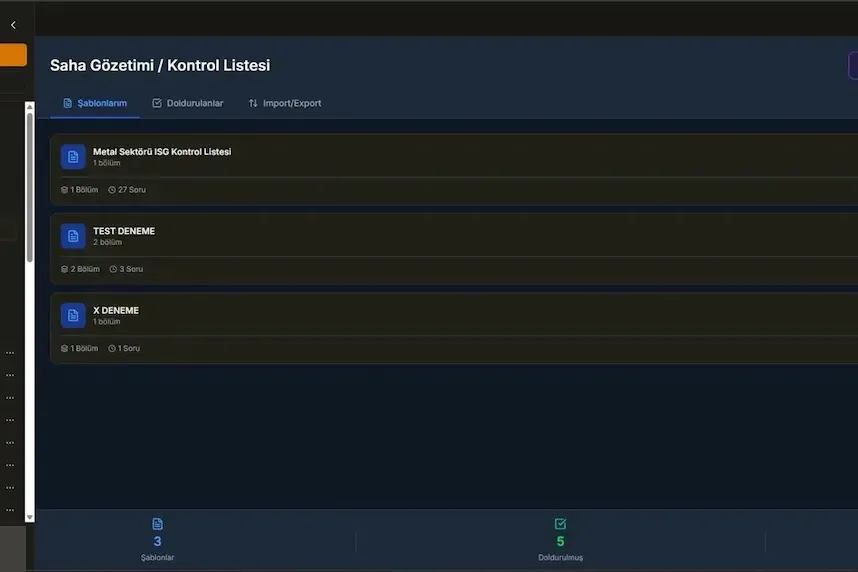 Saha Gözetimi / Kontrol Listesi
Şablonlarım
Doldurulanlar
Import/Export
Metal Sektörü ISG Kontrol Listesi
1 bölüm
1 Bölüm
27 Soru
TEST DENEME
2 bölüm
2 Bölüm
3 Soru
X DENEME
1 bölüm
1 Bölüm
1 Soru
3
Şablonlar
5
Doldurulmuş